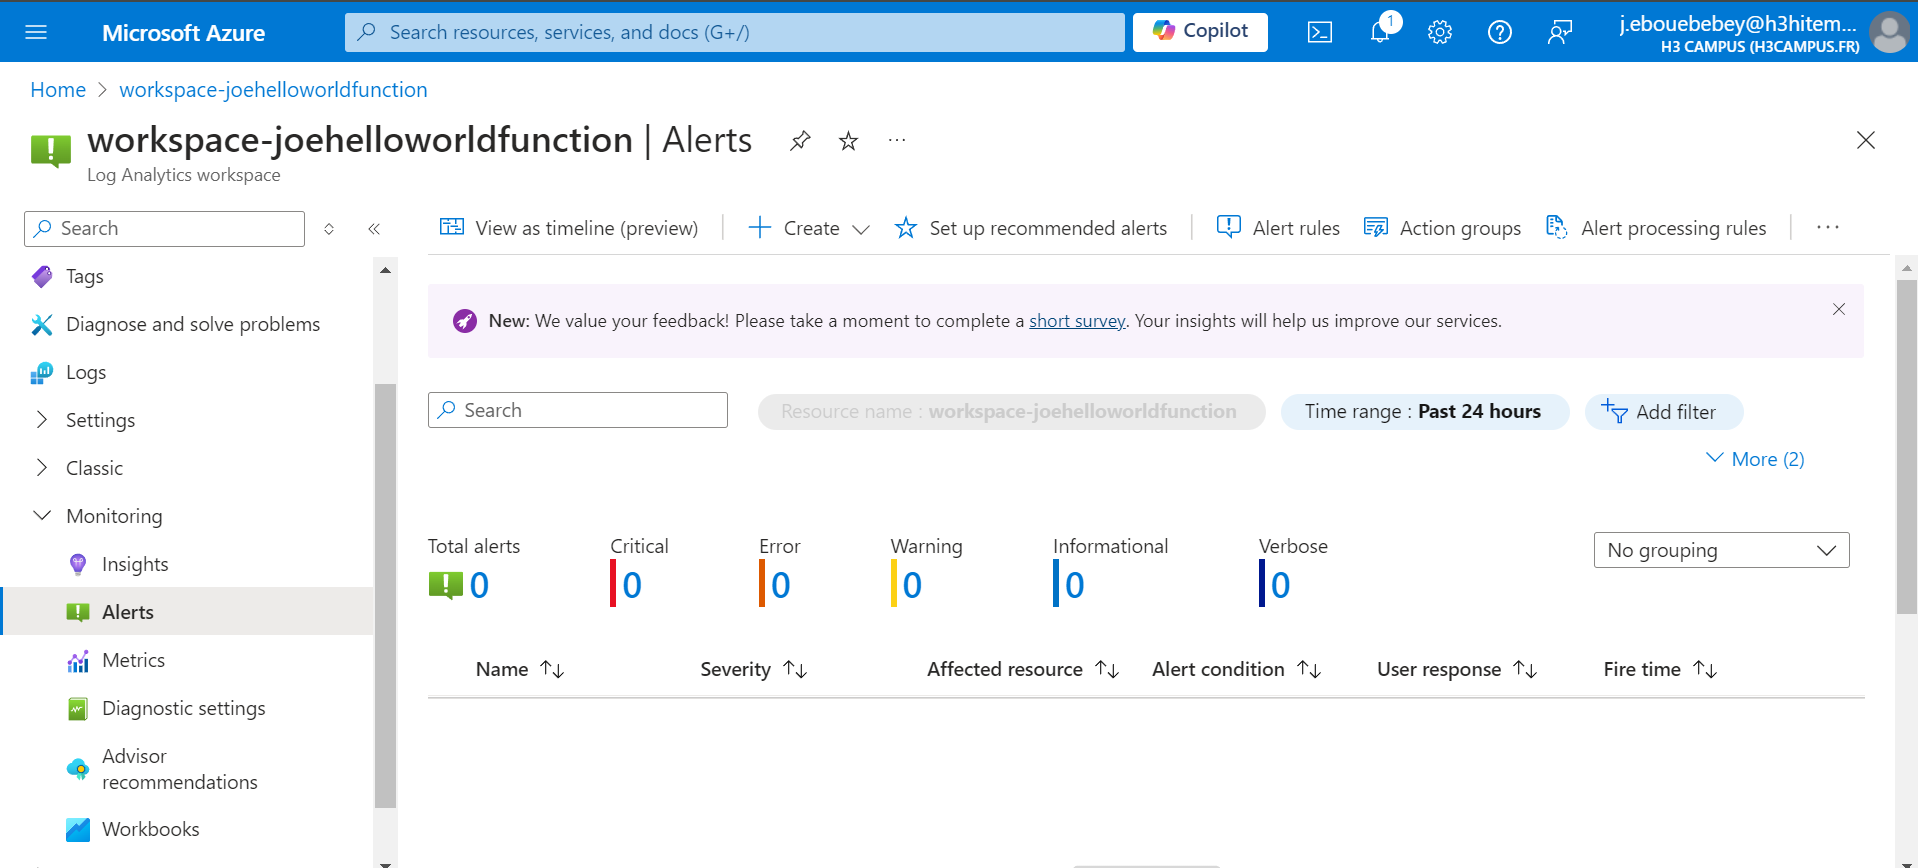 Microsoft Azure
Search resources, services, and docs (G+/)
Copilot
1
j.ebouebebey@h3hitem...
H3 CAMPUS (H3CAMPUS.FR)
Home > workspace-joehelloworldfunction
workspace-joehelloworldfunction | Alerts
Log Analytics workspace
Search
View as timeline (preview)
Create
Set up recommended alerts
Alert rules
Action groups
Alert processing rules
Tags
Diagnose and solve problems
Logs
Settings
Classic
Monitoring
Insights
Alerts
Metrics
Diagnostic settings
Advisor
recommendations
Workbooks
New: We value your feedback! Please take a moment to complete a short survey. Your insights will help us improve our services.
Search
Resource name : workspace-joehelloworldfunction
Time range : Past 24 hours
Add filter
More (2)
Total alerts
0
Critical
0
Error
0
Warning
0
Informational
0
Verbose
0
No grouping
Name
Severity
Affected resource
Alert condition
User response
Fire time